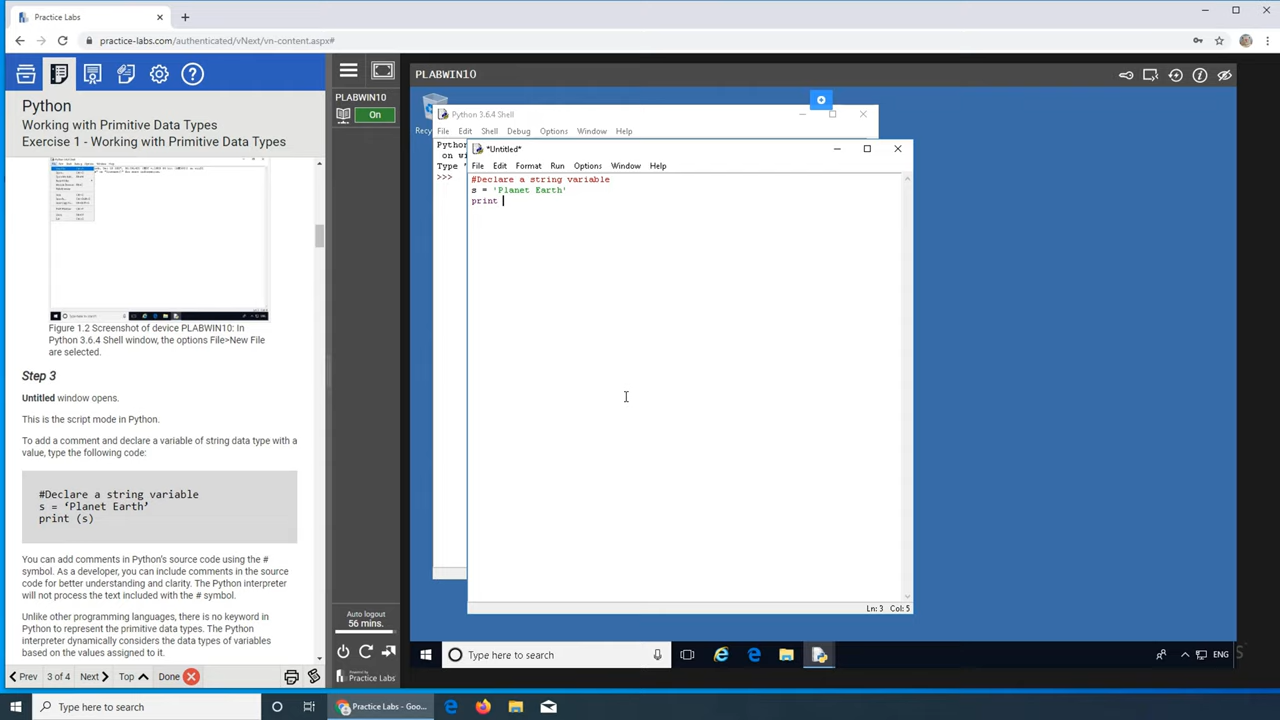 Practice Labs
practice-labs.com/authenticated/vNext/vn-content.aspx#
Python
Working with Primitive Data Types
Exercise 1 - Working with Primitive Data Types
Figure 1.2 Screenshot of device PLABWIN10: In
Python 3.6.4 Shell window, the options File>New File
are selected.
Step 3
Untitled window opens.
This is the script mode in Python.
To add a comment and declare a variable of string data type with a
value, type the following code:
#Declare a string variable
s = ‘Planet Earth’
print (s)
You can add comments in Python's source code using the #
symbol. As a developer, you can include comments in the source
code for better understanding and clarity. The Python interpreter
will not process the text included with the # symbol.
Unlike other programming languages, there is no keyword in
Python to represent the primitive data types. The Python
interpreter dynamically considers the data types of variables
based on the values assigned to it.
Prev 3 of 4 Next Top Done
PLABWIN10
On
Auto logout
56 mins.
Powered by
Practice Labs
PLABWIN10
Recy
Python 3.6.4 Shell
File Edit Shell Debug Options Window Help
Pytho
on wi
Type "
>>>
*Untitled*
File Edit Format Run Options Window Help
#Declare a string variable
s = 'Planet Earth'
print
Ln: 3 Col: 5
Type here to search
ENG
Type here to search
Practice Labs - Goo...